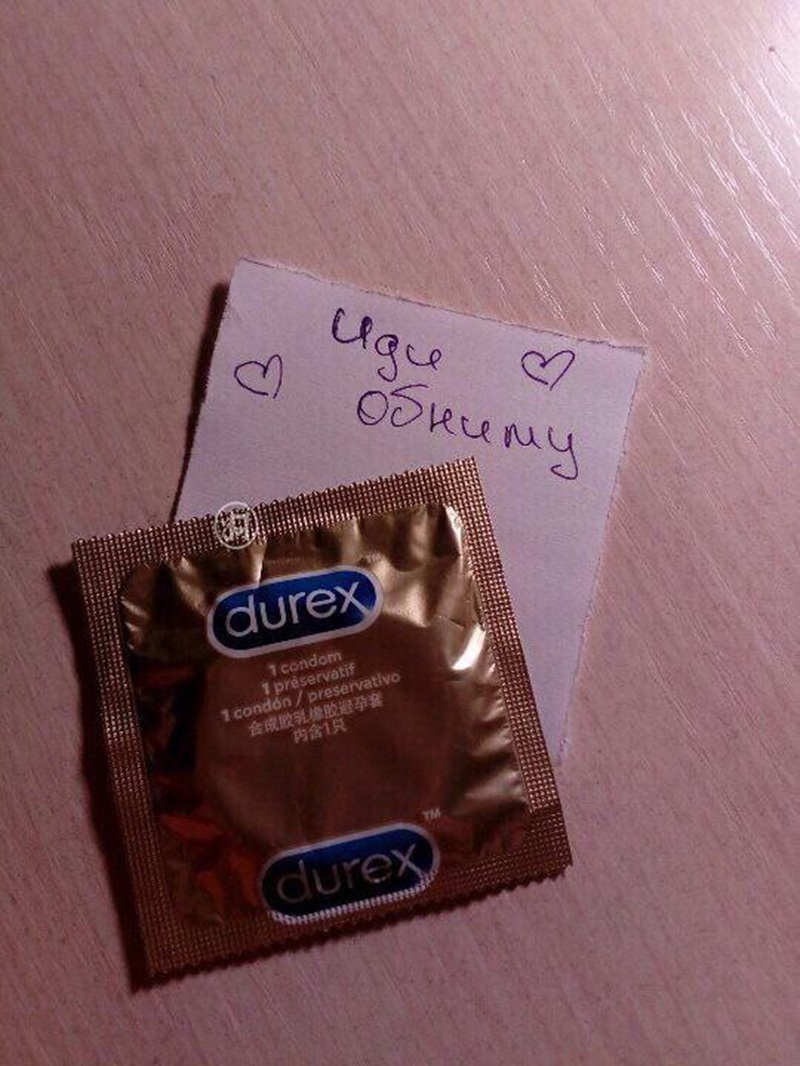 Иди
обниму
durex
1 condom
1 préservatif
1 condón / preservativo
合成胶乳橡胶避孕套
内含1只
TM
durex